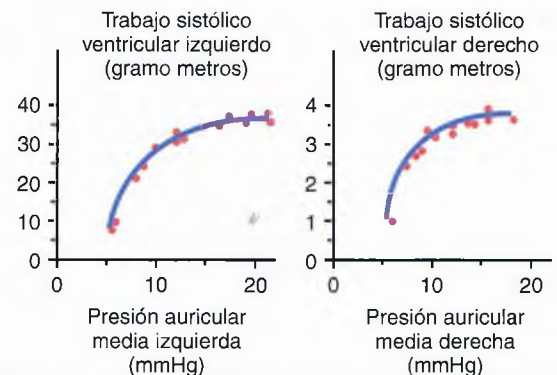 Trabajo sistólico
ventricular izquierdo
(gramo metros)
40
30
20
10
0
0 10 20
Presión auricular
media izquierda
(mmHg)
Trabajo sistólico
ventricular derecho
(gramo metros)
4
3
2
1
0
0 10 20
Presión auricular
media derecha
(mmHg)